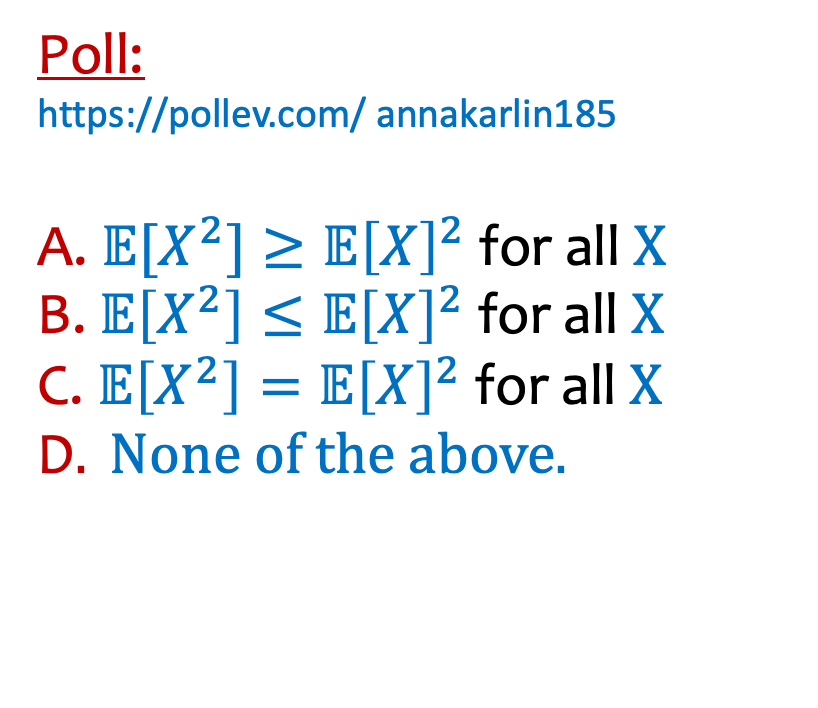 Poll:
https://pollev.com/ annakarlin185
A. 𝔼[X²] ≥ 𝔼[X]² for all X
B. 𝔼[X²] ≤ 𝔼[X]² for all X
C. 𝔼[X²] = 𝔼[X]² for all X
D. None of the above.